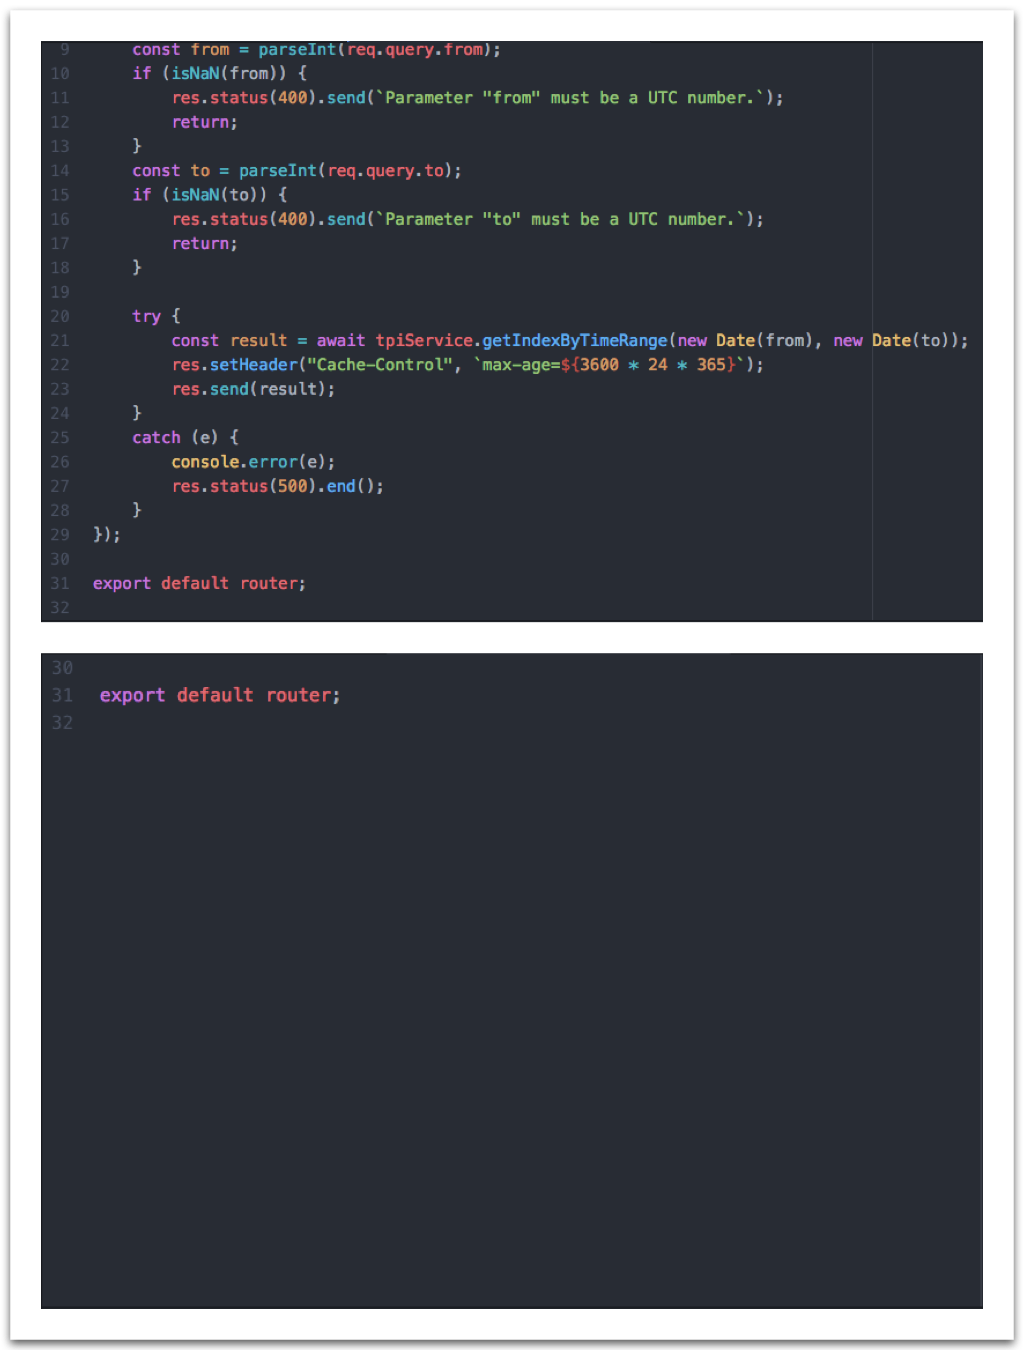 9 const from = parseInt(req.query.from);
10 if (isNaN(from)) {
11 res.status(400).send(`Parameter "from" must be a UTC number.`);
12 return;
13 }
14 const to = parseInt(req.query.to);
15 if (isNaN(to)) {
16 res.status(400).send(`Parameter "to" must be a UTC number.`);
17 return;
18 }
19
20 try {
21 const result = await tpiService.getIndexByTimeRange(new Date(from), new Date(to));
22 res.setHeader("Cache-Control", `max-age=${3600 * 24 * 365}`);
23 res.send(result);
24 }
25 catch (e) {
26 console.error(e);
27 res.status(500).end();
28 }
29 });
30
31 export default router;
32
30
31 export default router;
32